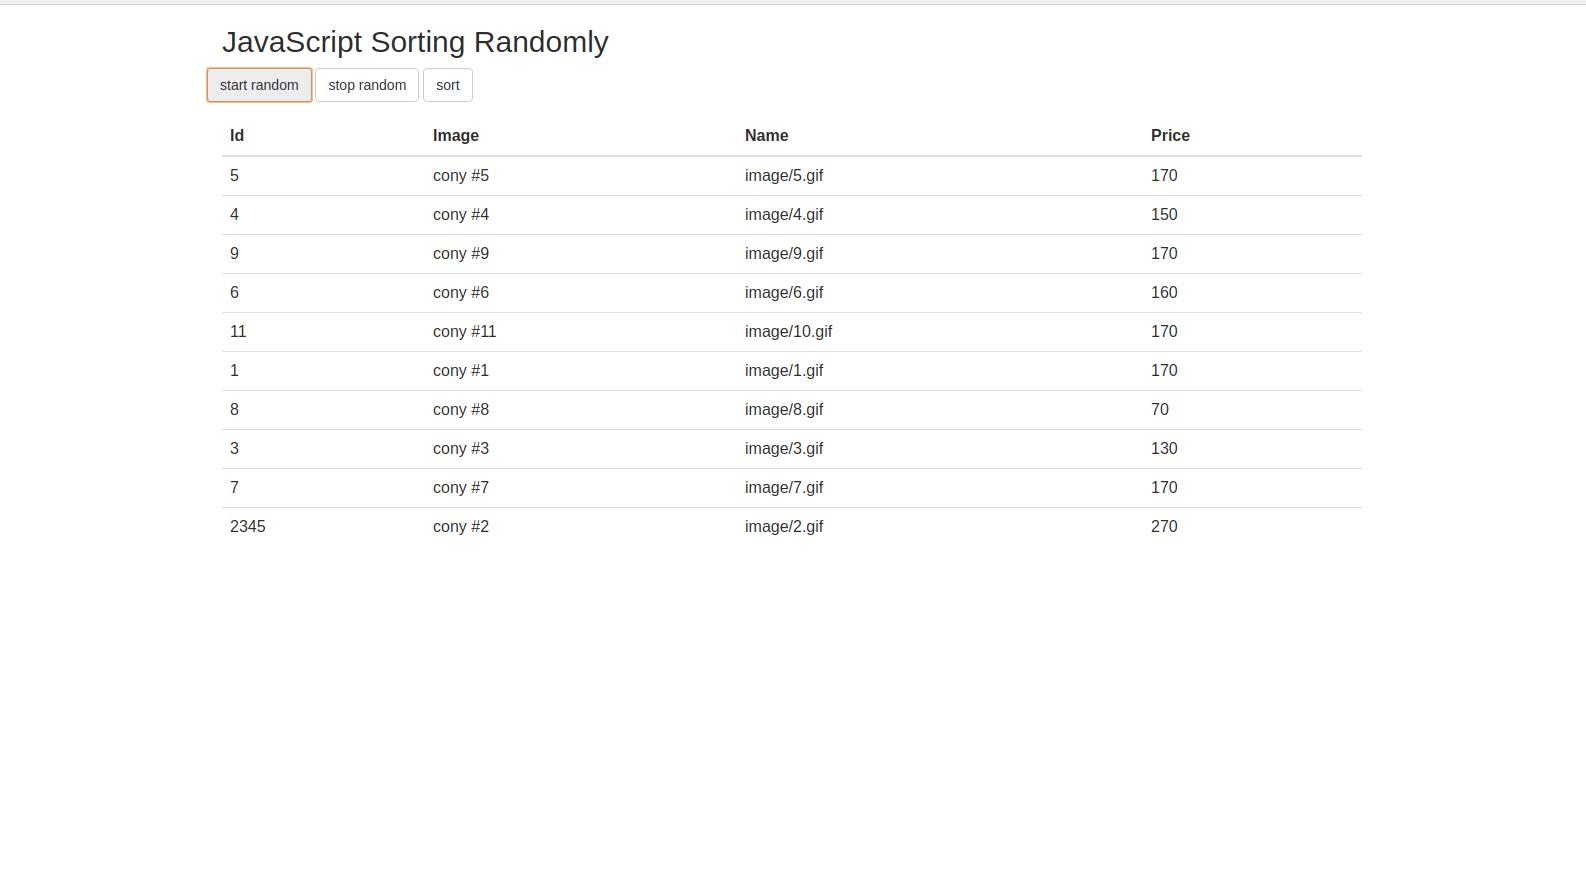 JavaScript Sorting Randomly
start random stop random sort
Id Image Name Price
5 cony #5 image/5.gif 170
4 cony #4 image/4.gif 150
9 cony #9 image/9.gif 170
6 cony #6 image/6.gif 160
11 cony #11 image/10.gif 170
1 cony #1 image/1.gif 170
8 cony #8 image/8.gif 70
3 cony #3 image/3.gif 130
7 cony #7 image/7.gif 170
2345 cony #2 image/2.gif 270